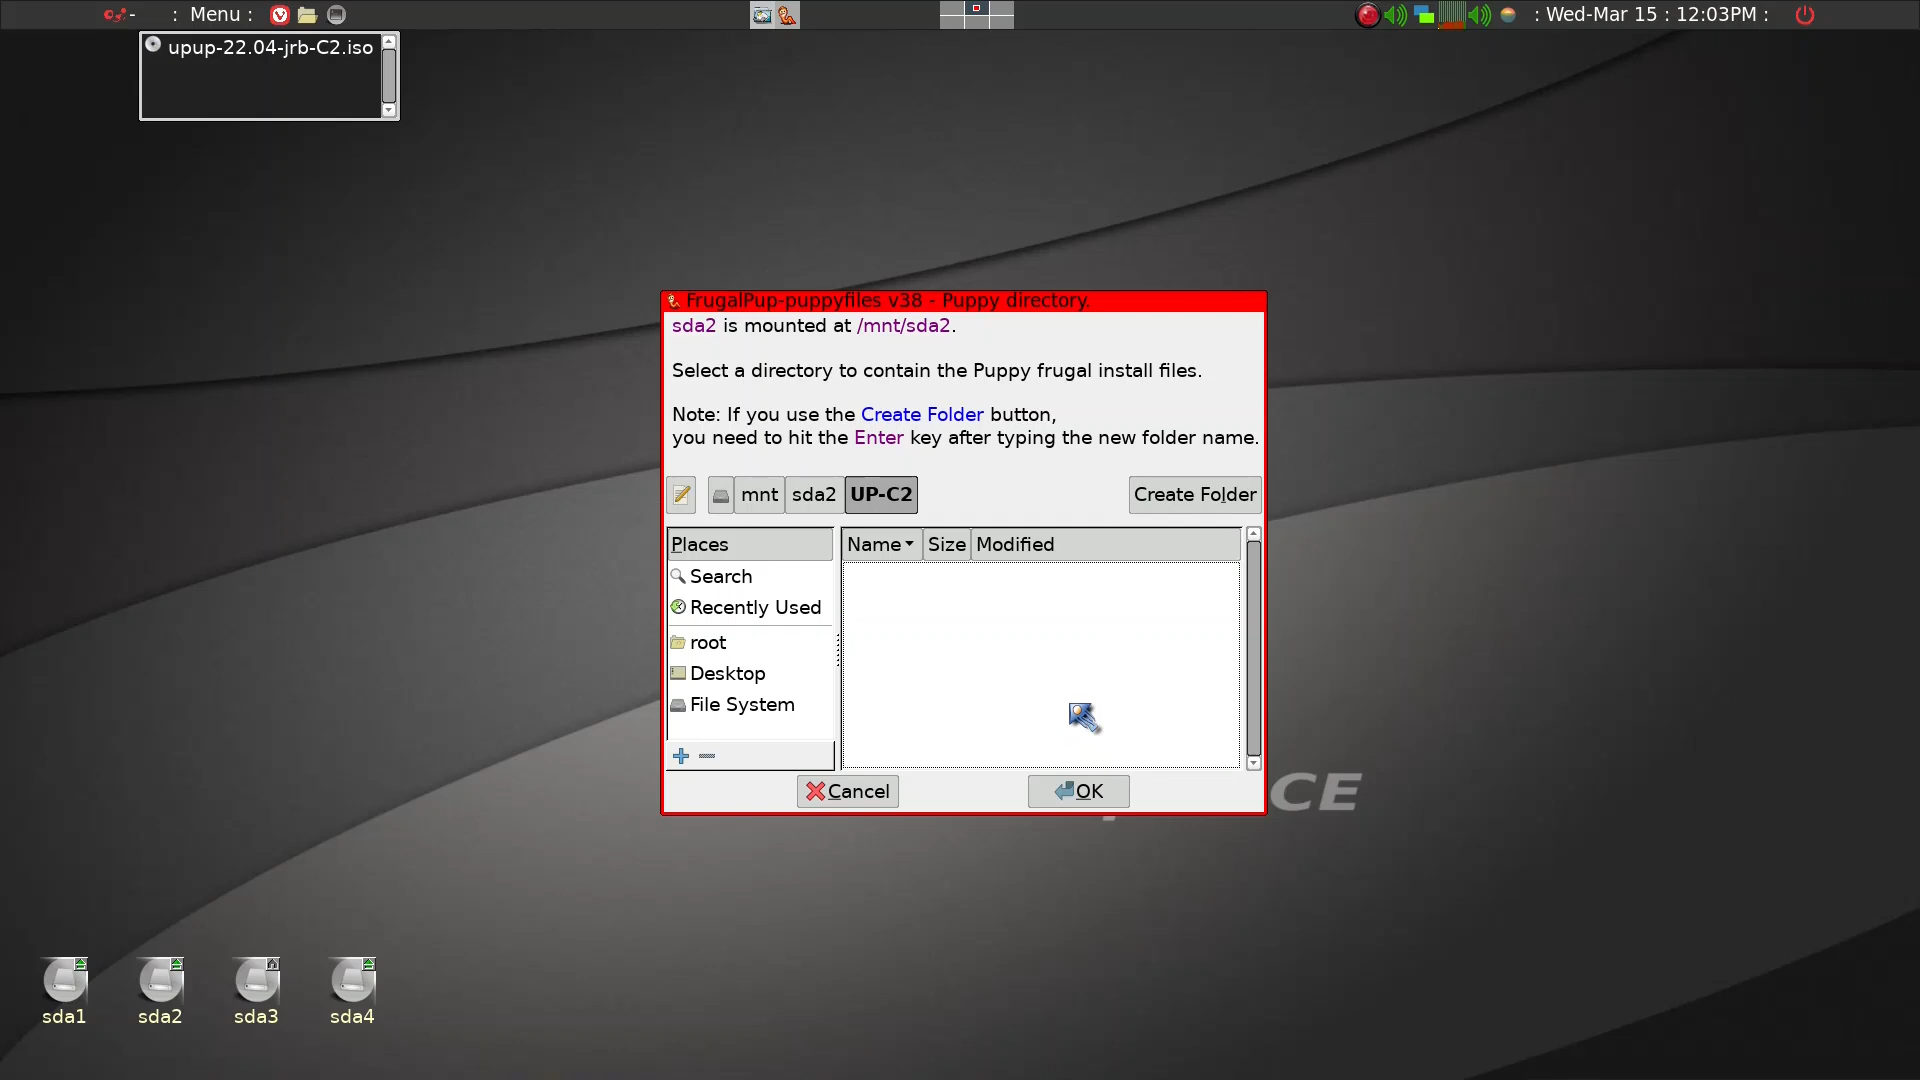 : Menu :
: Wed-Mar 15 : 12:03PM :
upup-22.04-jrb-C2.iso
FrugalPup-puppyfiles v38 - Puppy directory.
sda2 is mounted at /mnt/sda2.
Select a directory to contain the Puppy frugal install files.
Note: If you use the Create Folder button,
you need to hit the Enter key after typing the new folder name.
mnt sda2 UP-C2 Create Folder
Places
Name Size Modified
Search
Recently Used
root
Desktop
File System
Cancel OK
CE
sda1 sda2 sda3 sda4